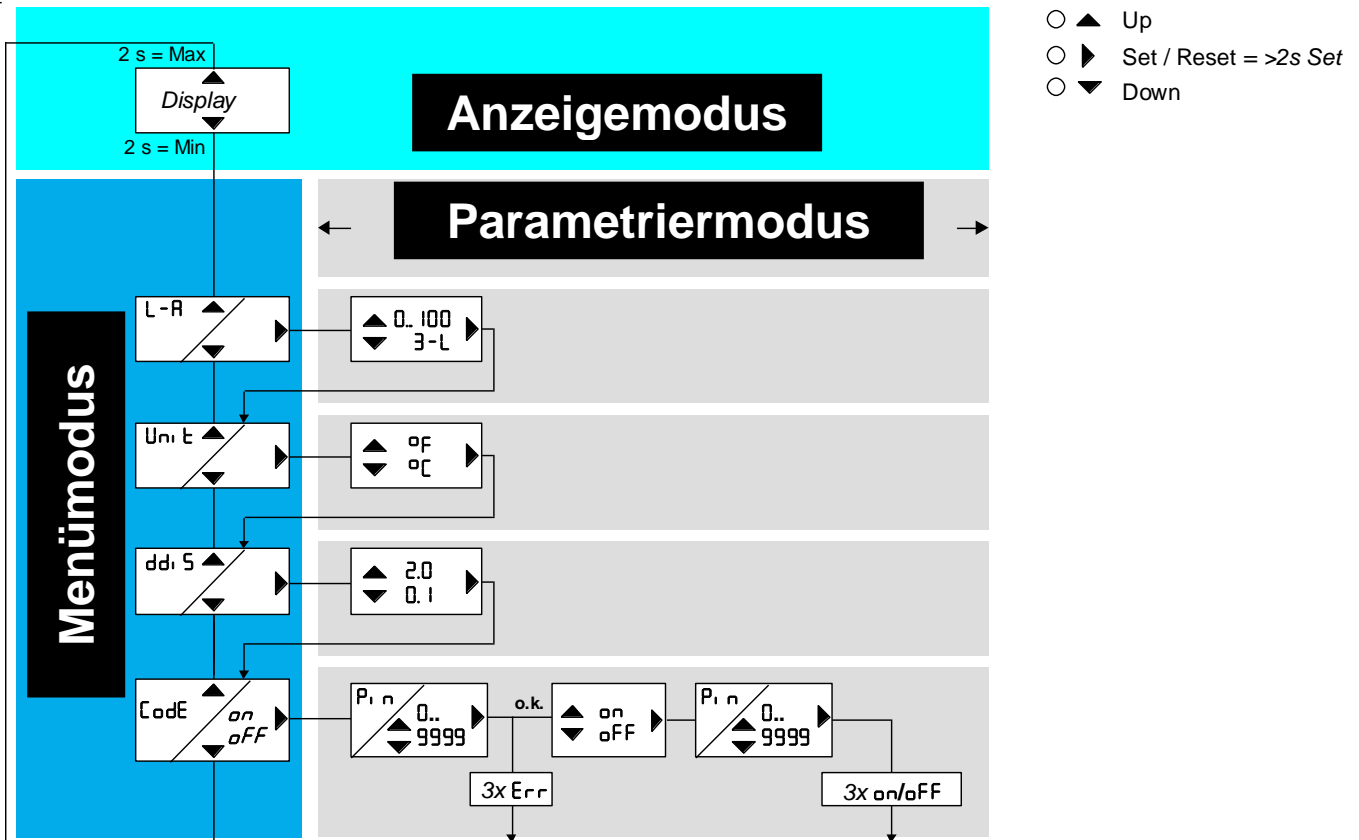 2 s = Max
Display
2 s = Min
Anzeigemodus
Up
Set / Reset = >2s Set
Down
Parametriermodus
Menümodus
L-A
0.. 100
3-L
Unit
°F
°C
ddiS
2.0
0.1
CodE
on
oFF
Pin
0..
9999
o.k.
on
oFF
Pin
0..
9999
3x Err
3x on/oFF